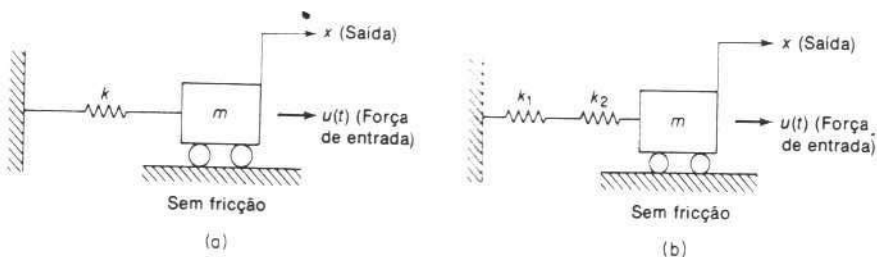 x (Saída)
k
m
u(t) (Força
de entrada)
Sem fricção
(a)
x (Saída)
k1
k2
m
u(t) (Força
de entrada)
Sem fricção
(b)